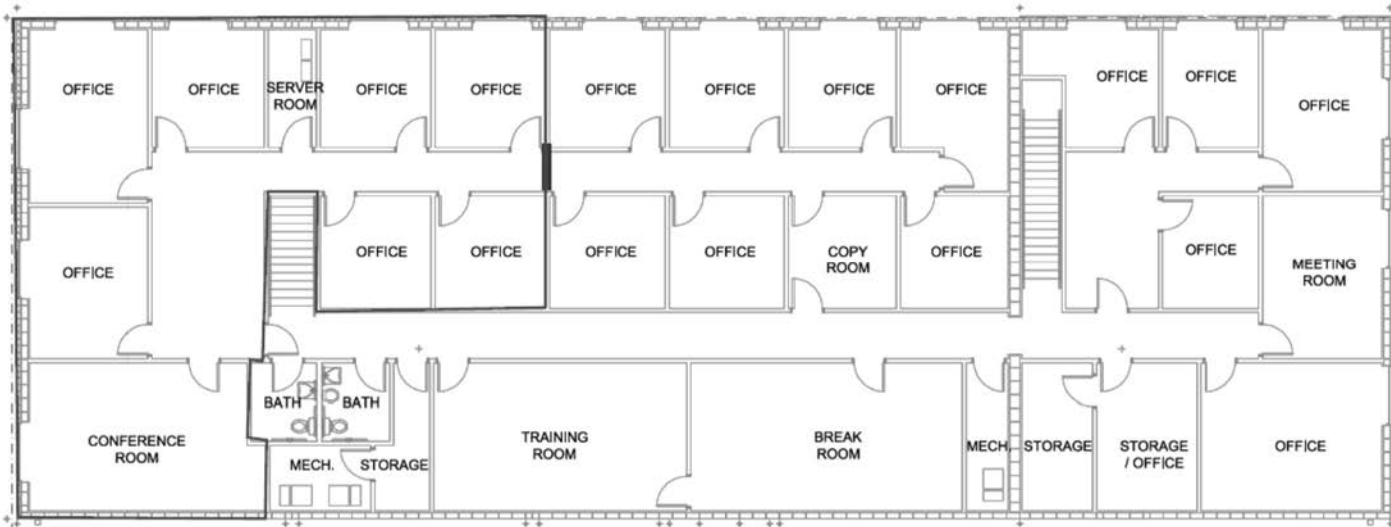 OFFICE
OFFICE
SERVER
ROOM
OFFICE
OFFICE
OFFICE
OFFICE
OFFICE
OFFICE
OFFICE
OFFICE
OFFICE
OFFICE
OFFICE
OFFICE
OFFICE
OFFICE
COPY
ROOM
OFFICE
OFFICE
MEETING
ROOM
BATH
BATH
CONFERENCE
ROOM
MECH.
STORAGE
TRAINING
ROOM
BREAK
ROOM
MECH.
STORAGE
STORAGE
/ OFFICE
OFFICE